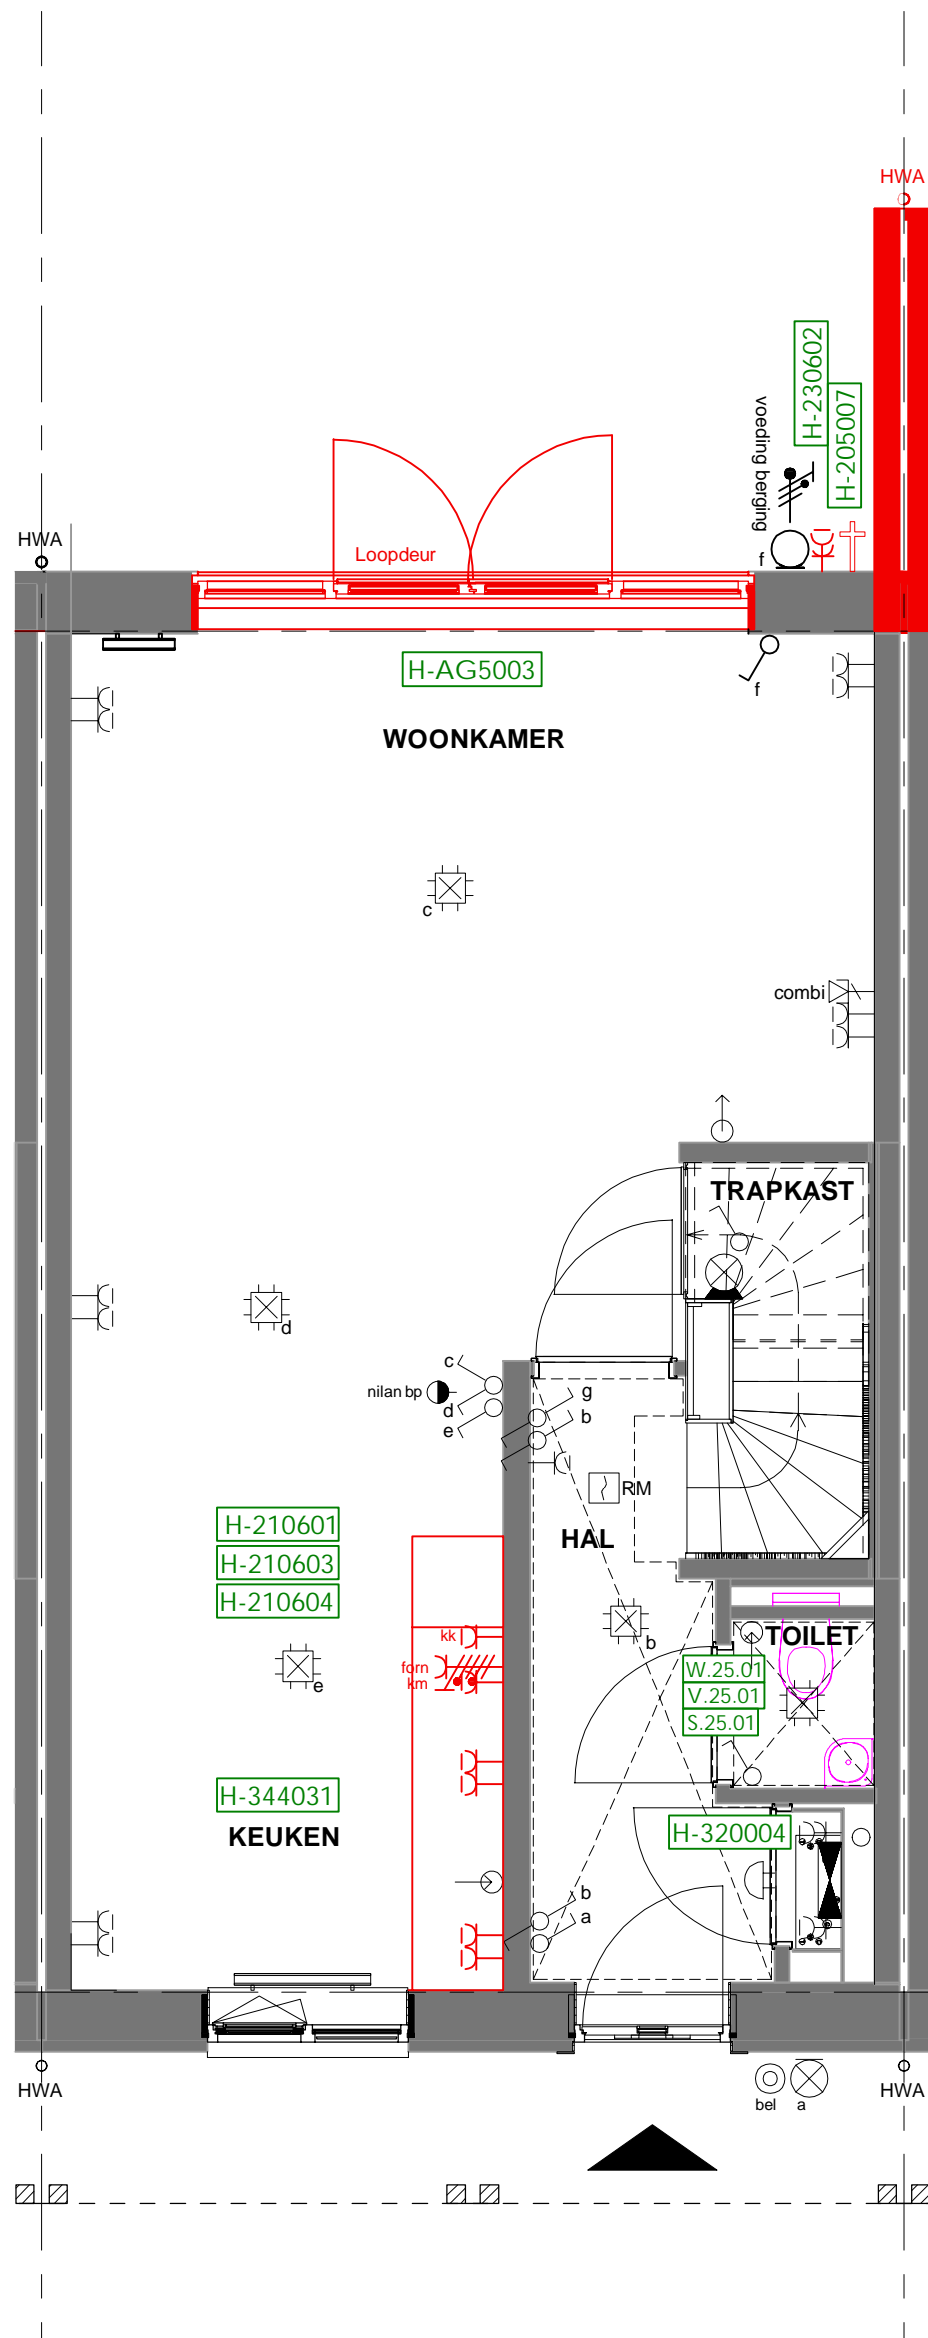 HWA
H-230602
H-205007
voeding berging
HWA
Loopdeur
f
H-AG5003
f
WOONKAMER
c
combi
TRAPKAST
d
c
nilan bp
d
e
g
b
RM
H-210601
H-210603
H-210604
HAL
kk
b
TOILET
forn
km
e
W.25.01
V.25.01
S.25.01
H-344031
KEUKEN
H-320004
b
a
HWA
bel
a
HWA